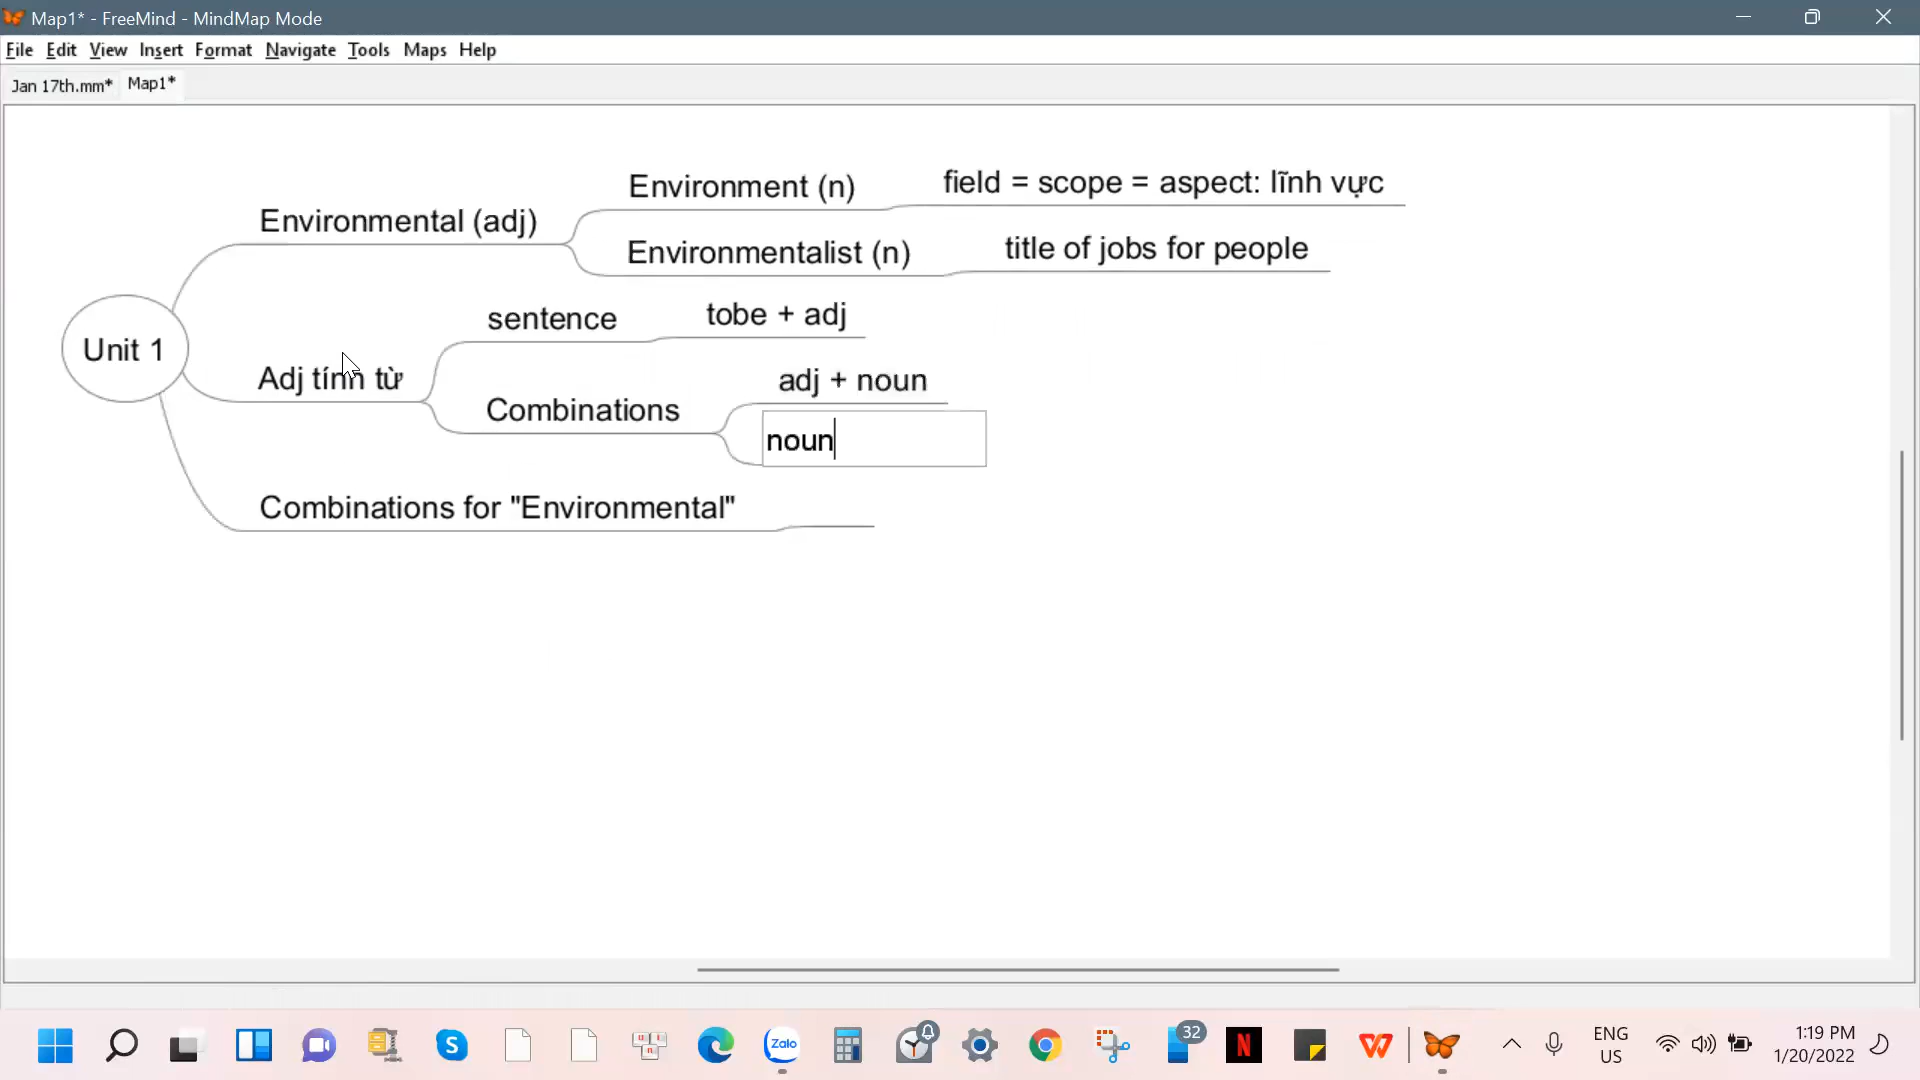 Map1* - FreeMind - MindMap Mode
File Edit View Insert Format Navigate Tools Maps Help
Jan 17th.mm* Map1*
Environment (n) field = scope = aspect: lĩnh vực
Environmental (adj)
Environmentalist (n) title of jobs for people
sentence tobe + adj
Unit 1
Adj tính từ
adj + noun
Combinations
noun
Combinations for "Environmental"
Zalo
32
N
ENG
US
1:19 PM
1/20/2022